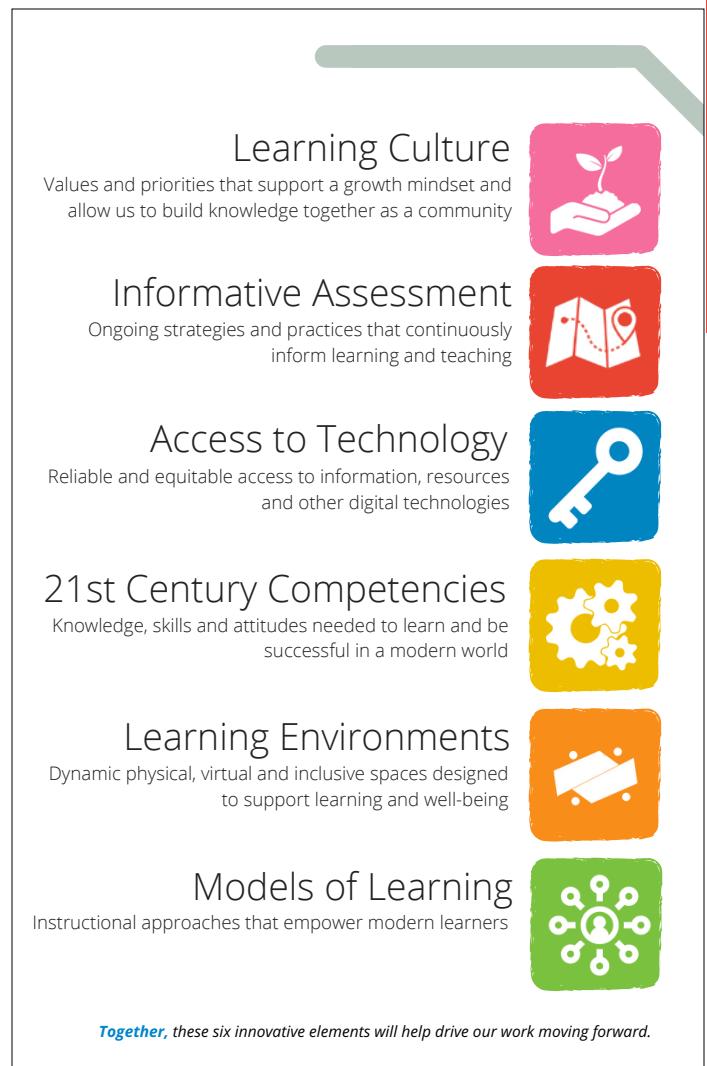 Learning Culture
Values and priorities that support a growth mindset and
allow us to build knowledge together as a community
Informative Assessment
Ongoing strategies and practices that continuously
inform learning and teaching
Access to Technology
Reliable and equitable access to information, resources
and other digital technologies
21st Century Competencies
Knowledge, skills and attitudes needed to learn and be
successful in a modern world
Learning Environments
Dynamic physical, virtual and inclusive spaces designed
to support learning and well-being
Models of Learning
Instructional approaches that empower modern learners
Together, these six innovative elements will help drive our work moving forward.